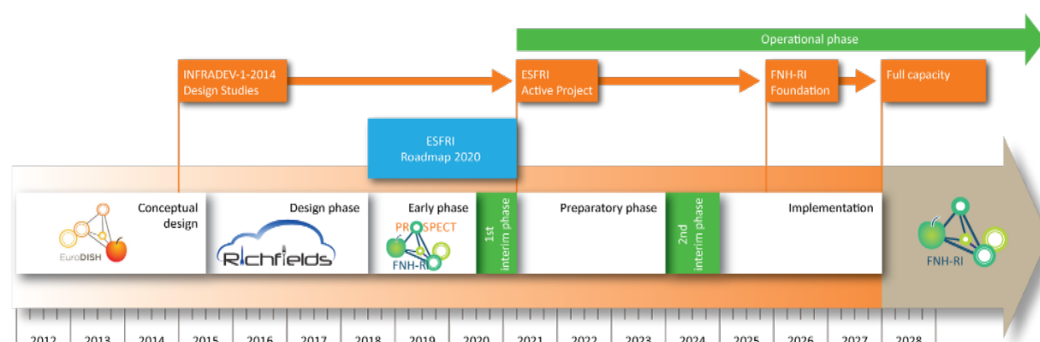 Operational phase
INFRADEV-1-2014
Design Studies
ESFRI
Active Project
FNH-RI
Foundation
Full capacity
ESFRI
Roadmap 2020
Conceptual
design
EuroDISH
Design phase
RichFields
Early phase
PROSPECT
FNH-RI
1st
interim phase
Preparatory phase
2nd
interim phase
Implementation
FNH-RI
2012 2013 2014 2015 2016 2017 2018 2019 2020 2021 2022 2023 2024 2025 2026 2027 2028